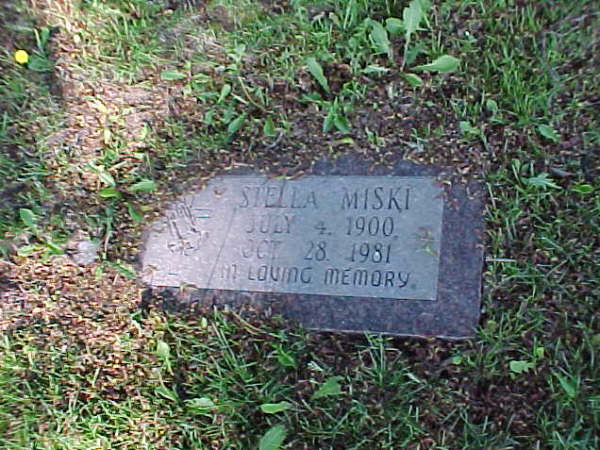 STELLA MISKI
JULY 4, 1900
OCT 28, 1981
IN LOVING MEMORY